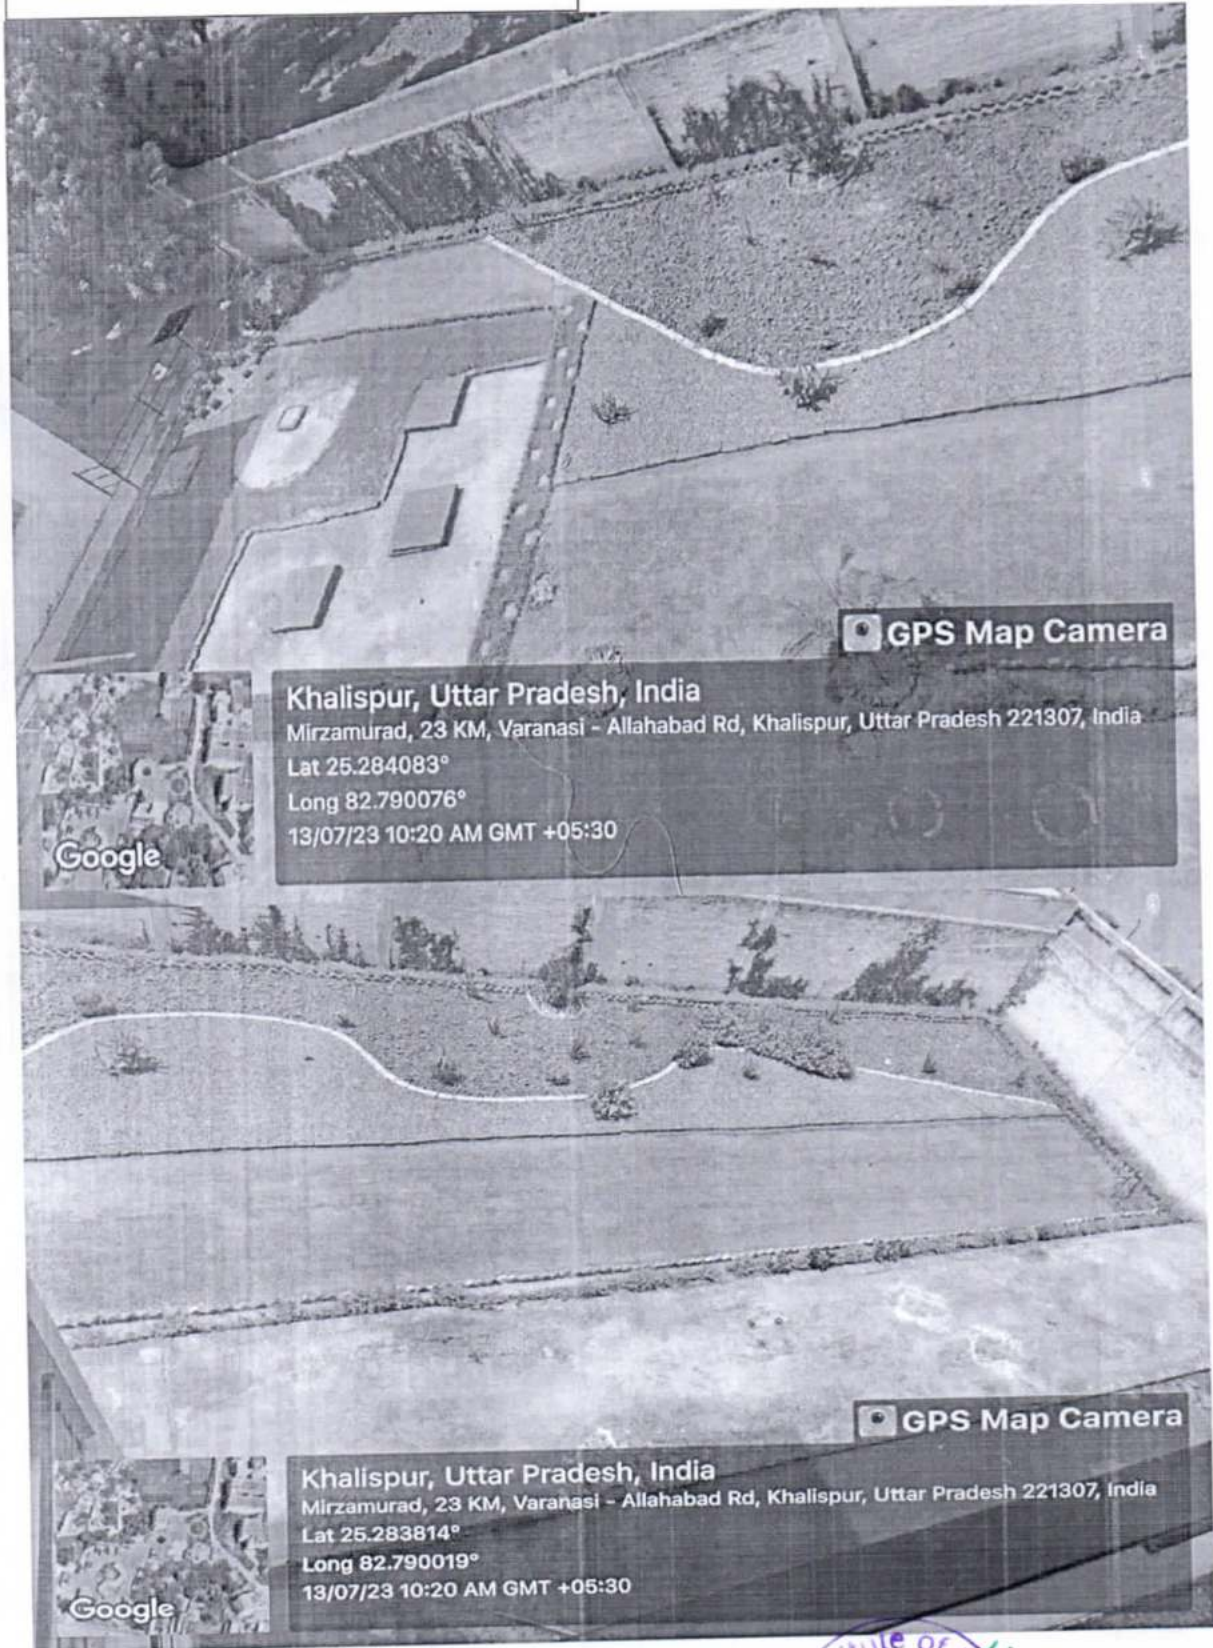 GPS Map Camera
Khalispur, Uttar Pradesh, India
Mirzamurad, 23 KM, Varanasi - Allahabad Rd, Khalispur, Uttar Pradesh 221307, India
Lat 25.284083°
Long 82.790076°
13/07/23 10:20 AM GMT +05:30
Google
GPS Map Camera
Khalispur, Uttar Pradesh, India
Mirzamurad, 23 KM, Varanasi - Allahabad Rd, Khalispur, Uttar Pradesh 221307, India
Lat 25.283814°
Long 82.790019°
13/07/23 10:20 AM GMT +05:30
Google
OF